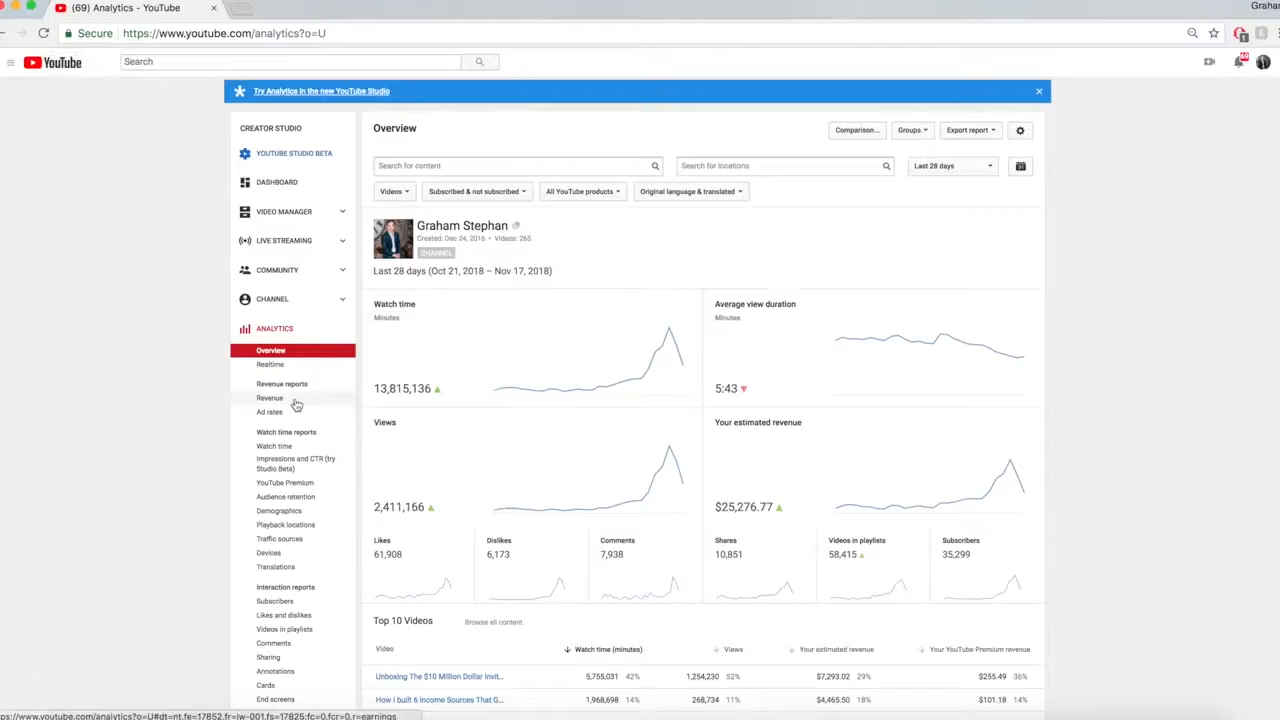 (69) Analytics - YouTube
Graha
Secure https://www.youtube.com/analytics?o=U
YouTube
Search
Try Analytics in the new YouTube Studio
CREATOR STUDIO
YOUTUBE STUDIO BETA
DASHBOARD
VIDEO MANAGER
LIVE STREAMING
COMMUNITY
CHANNEL
ANALYTICS
Overview
Realtime
Revenue reports
Revenue
Ad rates
Watch time reports
Watch time
Impressions and CTR (try
Studio Beta)
YouTube Premium
Audience retention
Demographics
Playback locations
Traffic sources
Devices
Translations
Interaction reports
Subscribers
Likes and dislikes
Videos in playlists
Comments
Sharing
Annotations
Cards
End screens
Overview
Comparison... Groups Export report
Search for content Search for locations Last 28 days
Videos Subscribed & not subscribed All YouTube products Original language & translated
Graham Stephan
Created: Dec 24, 2016 • Videos: 265
CHANNEL
Last 28 days (Oct 21, 2018 – Nov 17, 2018)
Watch time
Minutes
13,815,136
Average view duration
Minutes
5:43
Views
2,411,166
Your estimated revenue
$25,276.77
Likes
61,908
Dislikes
6,173
Comments
7,938
Shares
10,851
Videos in playlists
58,415
Subscribers
35,299
Top 10 Videos Browse all content
Video Watch time (minutes) Views Your estimated revenue Your YouTube Premium revenue
Unboxing The $10 Million Dollar Invit... 5,755,031 42% 1,254,230 52% $7,293.02 29% $255.49 36%
How I built 6 Income Sources That G... 1,968,698 14% 268,734 11% $4,465.50 18% $101.18 14%